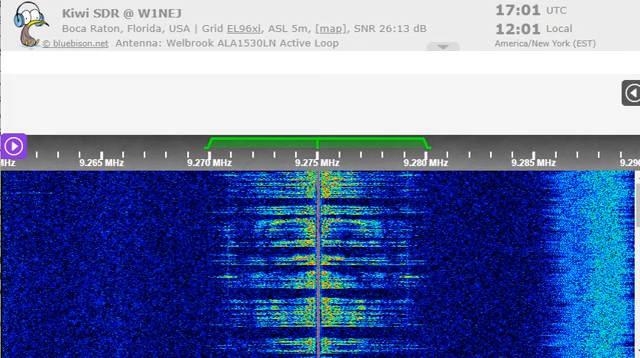 Kiwi SDR @ W1NEJ
17:01 UTC
Boca Raton, Florida, USA | Grid EL96xi, ASL 5m, [map], SNR 26:13 dB
12:01 Local
© bluebison.net Antenna: Welbrook ALA1530LN Active Loop
America/New York (EST)
MHz 9.265 MHz 9.270 MHz 9.275 MHz 9.280 MHz 9.285 MHz 9.290